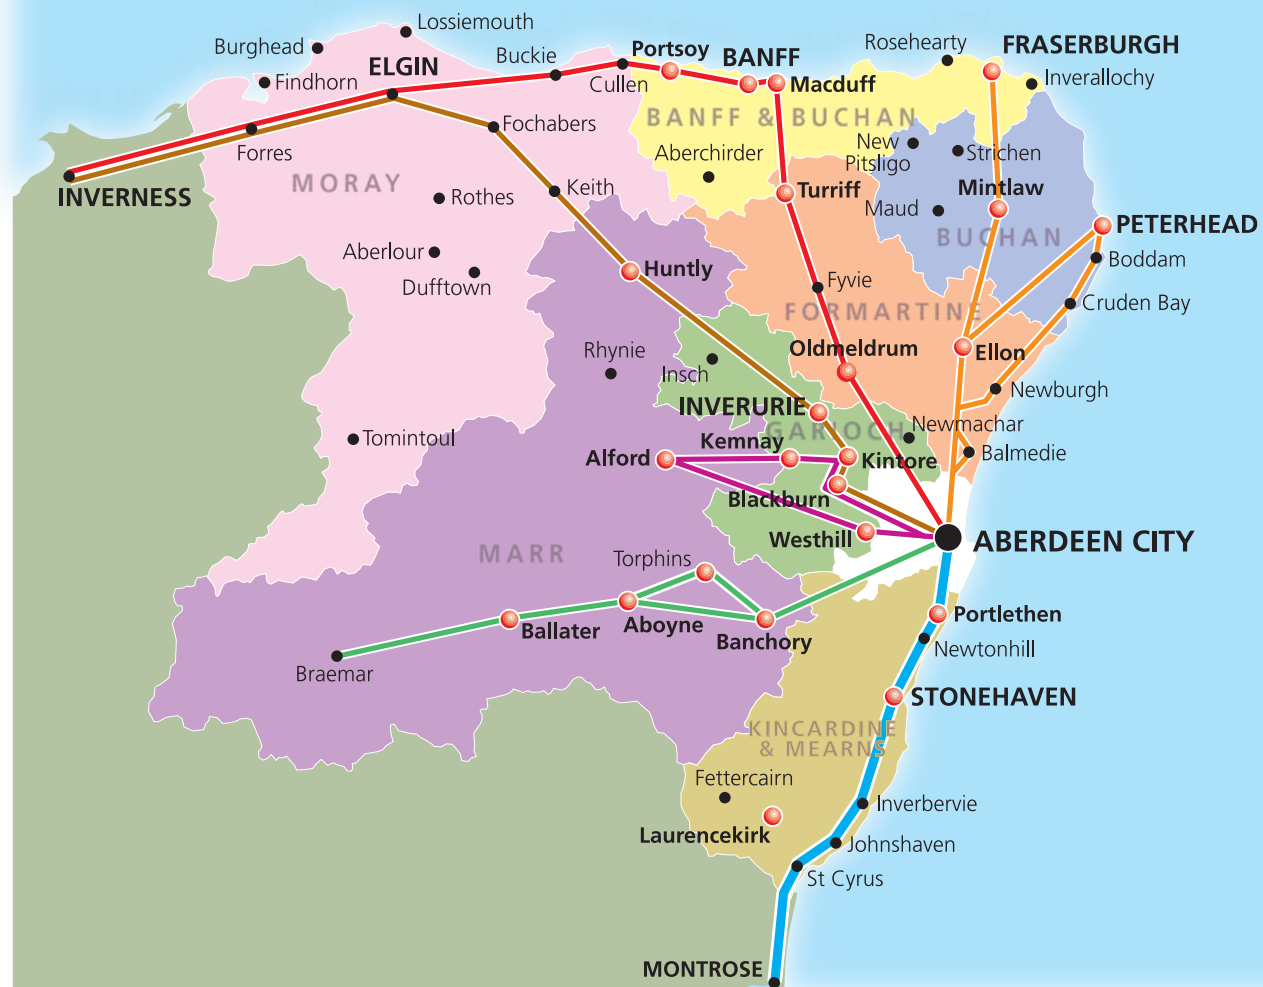 Lossiemouth
Burghead
Portsoy
BANFF
Rosehearty
FRASERBURGH
Buckie
ELGIN
Findhorn
Cullen
Macduff
Inverallochy
BANFF & BUCHAN
Fochabers
New
Pitsligo
Strichen
Forres
Aberchirder
MORAY
INVERNESS
Rothes
Keith
Turriff
Mintlaw
Maud
PETERHEAD
BUCHAN
Aberlour
Boddam
Huntly
Dufftown
Fyvie
Cruden Bay
FORMARTINE
Rhynie
Oldmeldrum
Ellon
Insch
Newburgh
INVERURIE
GARIOCH
Newmachar
Tomintoul
Kemnay
Balmedie
Alford
Kintore
Blackburn
Westhill
ABERDEEN CITY
MARR
Torphins
Portlethen
Ballater
Aboyne
Banchory
Newtonhill
Braemar
STONEHAVEN
KINCARDINE
& MEARNS
Fettercairn
Inverbervie
Laurencekirk
Johnshaven
St Cyrus
MONTROSE